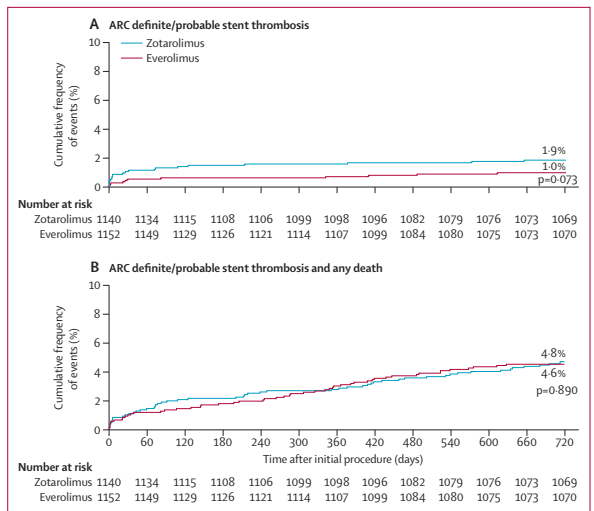 A ARC definite/probable stent thrombosis
Zotarolimus
Everolimus
Cumulative frequency
of events (%)
10
8
6
4
2
0
1·9%
1·0%
p=0·073
Number at risk
Zotarolimus 1140 1134 1115 1108 1106 1099 1098 1096 1082 1079 1076 1073 1069
Everolimus 1152 1149 1129 1126 1121 1114 1107 1099 1084 1080 1075 1073 1070
B ARC definite/probable stent thrombosis and any death
Cumulative frequency
of events (%)
10
8
6
4
2
0
4·8%
4·6%
p=0·890
0 60 120 180 240 300 360 420 480 540 600 660 720
Time after initial procedure (days)
Number at risk
Zotarolimus 1140 1134 1115 1108 1106 1099 1098 1096 1082 1079 1076 1073 1069
Everolimus 1152 1149 1129 1126 1121 1114 1107 1099 1084 1080 1075 1073 1070